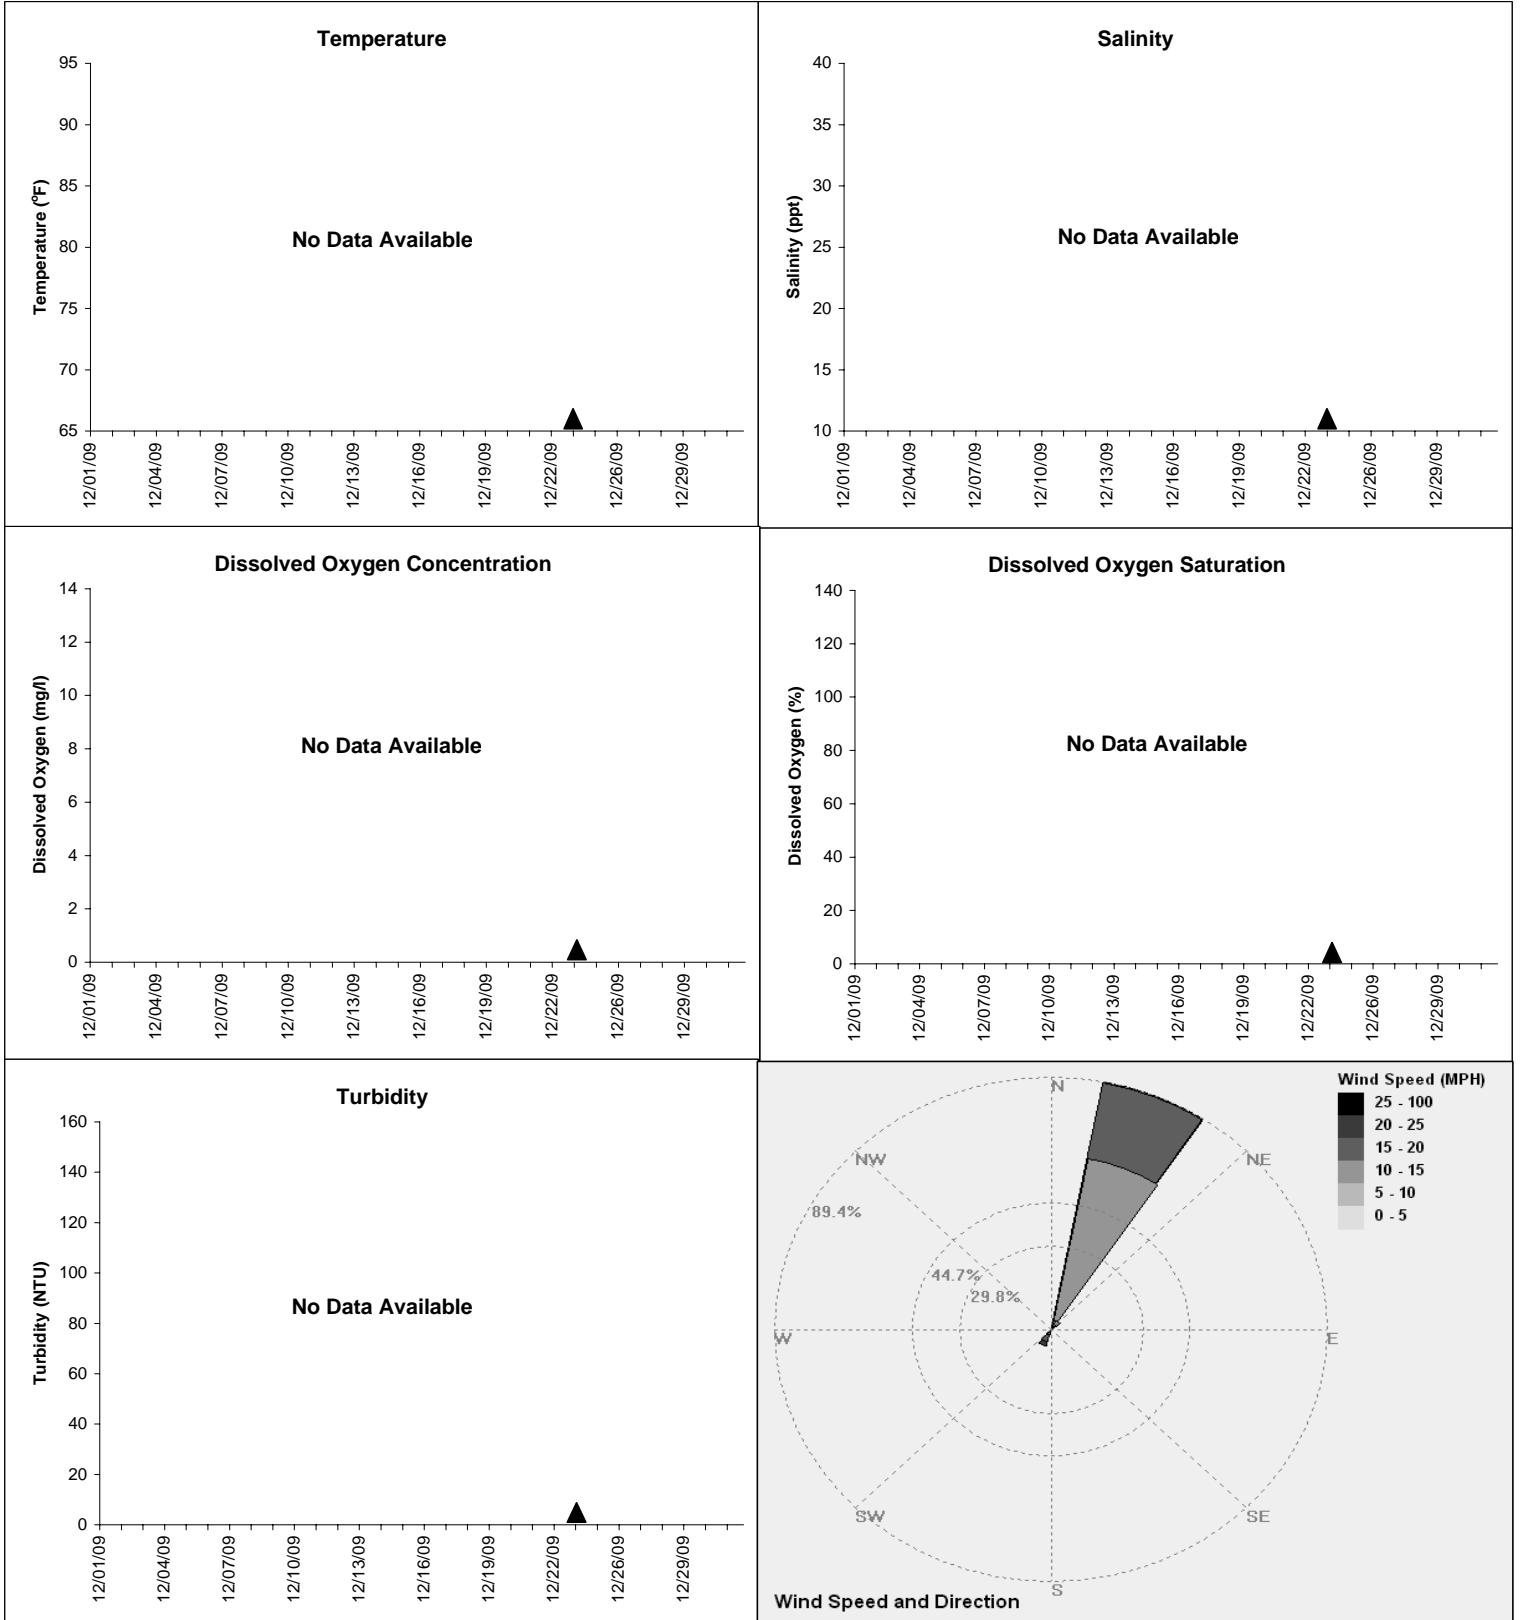 Temperature
95
90
85
80
75
70
65
Temperature (°F)
No Data Available
12/01/09
12/04/09
12/07/09
12/10/09
12/13/09
12/16/09
12/19/09
12/22/09
12/26/09
12/29/09
Salinity
40
35
30
25
20
15
10
Salinity (ppt)
No Data Available
12/01/09
12/04/09
12/07/09
12/10/09
12/13/09
12/16/09
12/19/09
12/22/09
12/26/09
12/29/09
Dissolved Oxygen Concentration
14
12
10
8
6
4
2
0
Dissolved Oxygen (mg/l)
No Data Available
12/01/09
12/04/09
12/07/09
12/10/09
12/13/09
12/16/09
12/19/09
12/22/09
12/26/09
12/29/09
Dissolved Oxygen Saturation
140
120
100
80
60
40
20
0
Dissolved Oxygen (%)
No Data Available
12/01/09
12/04/09
12/07/09
12/10/09
12/13/09
12/16/09
12/19/09
12/22/09
12/26/09
12/29/09
Turbidity
160
140
120
100
80
60
40
20
0
Turbidity (NTU)
No Data Available
12/01/09
12/04/09
12/07/09
12/10/09
12/13/09
12/16/09
12/19/09
12/22/09
12/26/09
12/29/09
Wind Speed (MPH)
25 - 100
20 - 25
15 - 20
10 - 15
5 - 10
0 - 5
N
NW
NE
89.4%
44.7%
29.8%
W
E
SW
SE
S
Wind Speed and Direction